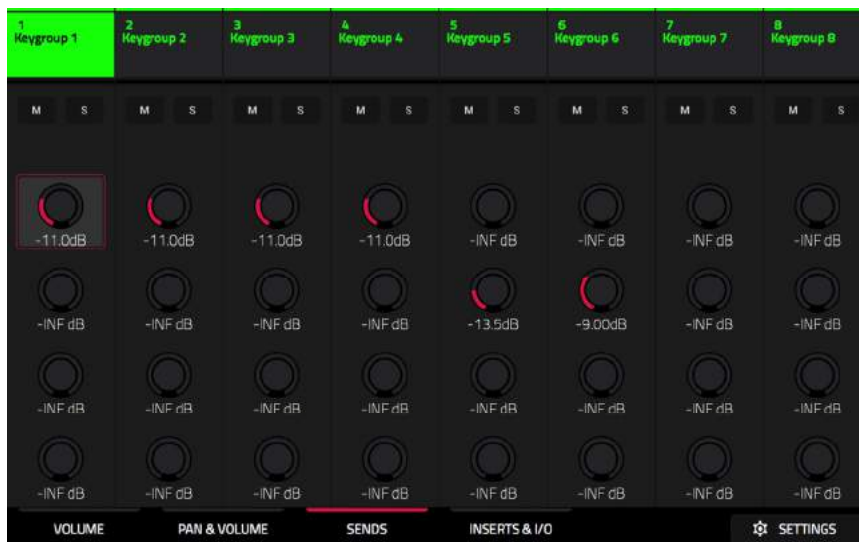 1 2 3 4 5 6 7 8
Keygroup 1 Keygroup 2 Keygroup 3 Keygroup 4 Keygroup 5 Keygroup 6 Keygroup 7 Keygroup 8
M S M S M S M S M S M S M S M S
-11.0dB -11.0dB -11.0dB -11.0dB -INF dB -INF dB -INF dB -INF dB
-INF dB -INF dB -INF dB -INF dB -13.5dB -9.00dB -INF dB -INF dB
-INF dB -INF dB -INF dB -INF dB -INF dB -INF dB -INF dB -INF dB
-INF dB -INF dB -INF dB -INF dB -INF dB -INF dB -INF dB -INF dB
VOLUME PAN & VOLUME SENDS INSERTS & I/O SETTINGS